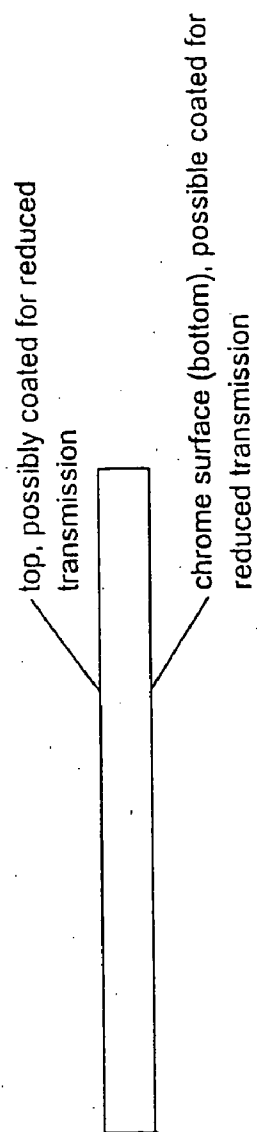 top, possibly coated for reduced
transmission
chrome surface (bottom), possible coated for
reduced transmission